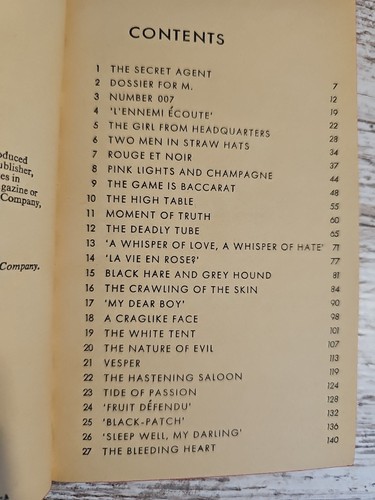 CONTENTS
1 THE SECRET AGENT 7
2 DOSSIER FOR M. 12
3 NUMBER 007 19
4 'L'ENNEMI ÉCOUTE' 22
5 THE GIRL FROM HEADQUARTERS 28
6 TWO MEN IN STRAW HATS 34
7 ROUGE ET NOIR 37
8 PINK LIGHTS AND CHAMPAGNE 44
9 THE GAME IS BACCARAT 48
10 THE HIGH TABLE 55
11 MOMENT OF TRUTH 60
12 THE DEADLY TUBE 65
13 'A WHISPER OF LOVE, A WHISPER OF HATE' 71
14 'LA VIE EN ROSE?' 77
15 BLACK HARE AND GREY HOUND 81
16 THE CRAWLING OF THE SKIN 84
17 'MY DEAR BOY' 90
18 A CRAGLIKE FACE 98
19 THE WHITE TENT 101
20 THE NATURE OF EVIL 107
21 VESPER 113
22 THE HASTENING SALOON 119
23 TIDE OF PASSION 124
24 'FRUIT DÉFENDU' 128
25 'BLACK-PATCH' 132
26 'SLEEP WELL, MY DARLING' 136
27 THE BLEEDING HEART 140
oduced
ublisher,
es in
agazine or
Company,
Company.